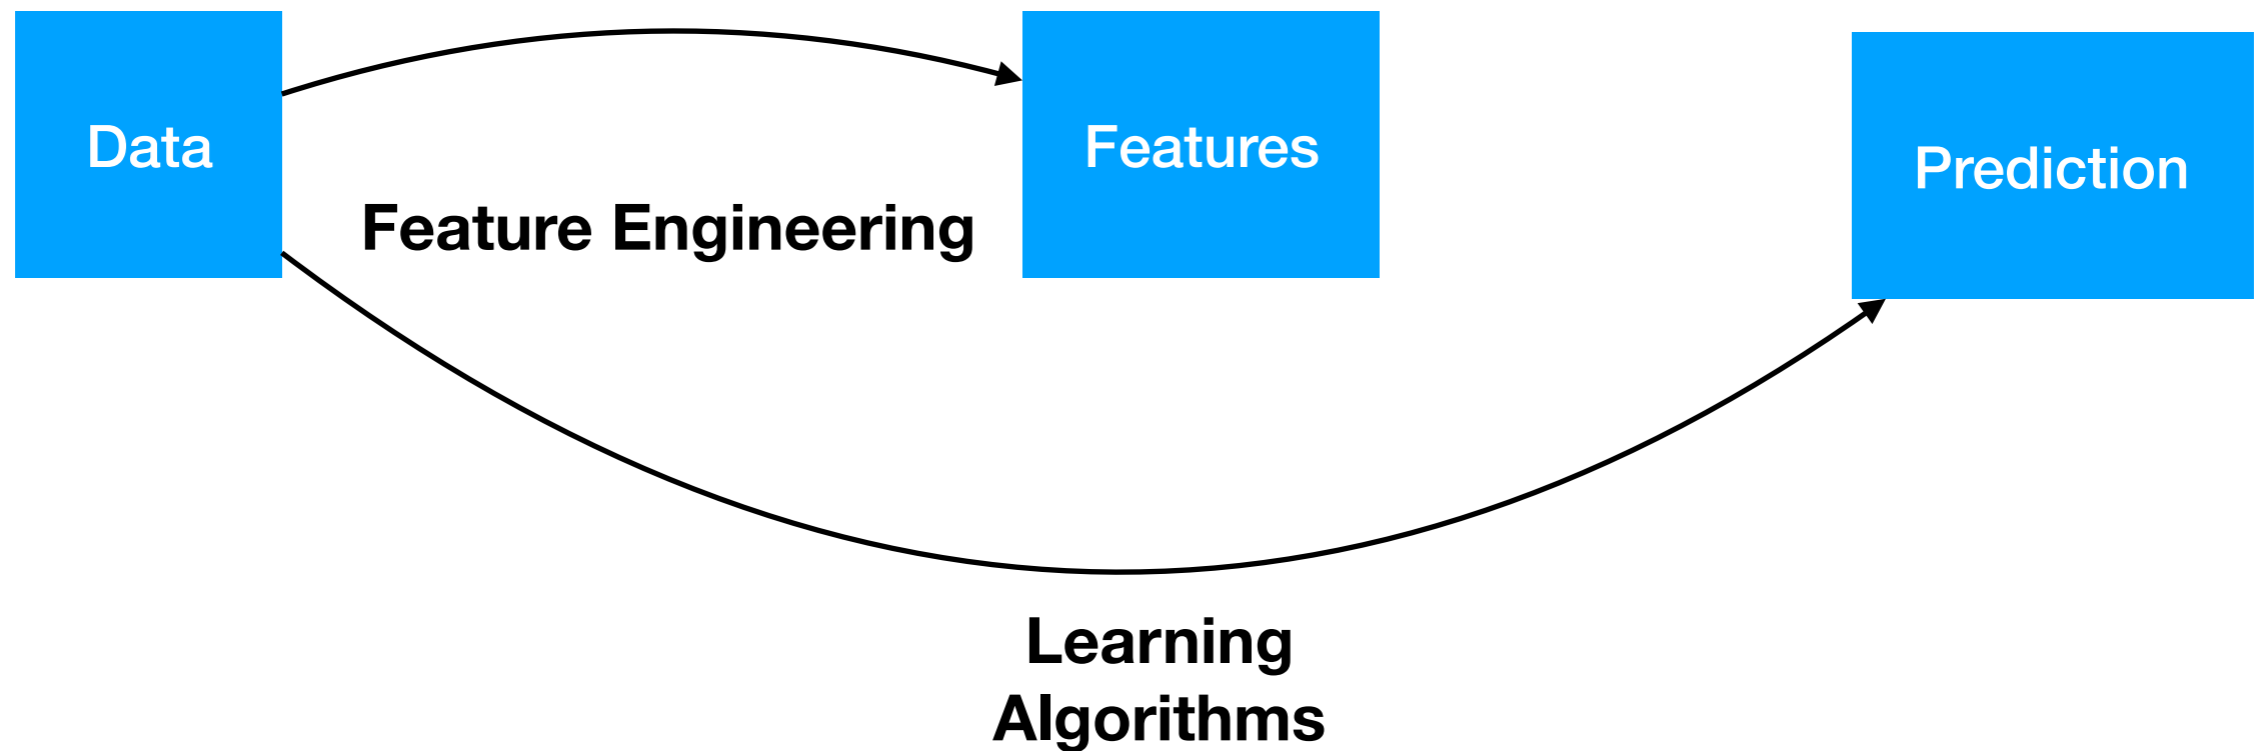 Data
Features
Prediction
Feature Engineering
Learning
Algorithms